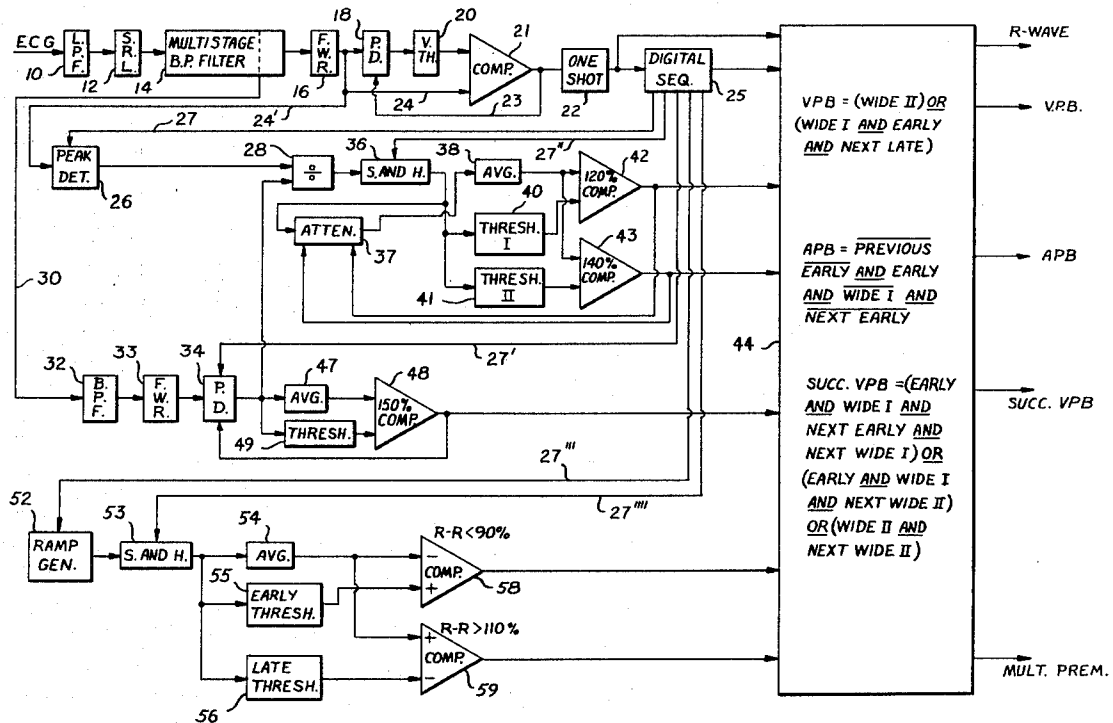 ECG
L.
P.
F.
10
S.
R.
L.
12
MULTISTAGE
B.P. FILTER
14
F.
W.
R.
16
18
P.
D.
20
V.
TH.
21
COMP.
24
23
ONE
SHOT
22
DIGITAL
SEQ.
25
R-WAVE
V.P.B.
APB
SUCC. VPB
MULT. PREM.
27
24'
PEAK
DET.
26
28
÷
36
S. AND H.
27"
38
AVG.
42
120%
COMP.
ATTEN.
37
40
THRESH.
I
43
140%
COMP.
THRESH.
II
41
30
27'
44
VPB = (WIDE II) OR
(WIDE I AND EARLY
AND NEXT LATE)
APB = PREVIOUS
EARLY AND EARLY
AND WIDE I AND
NEXT EARLY
SUCC. VPB = (EARLY
AND WIDE I AND
NEXT EARLY AND
NEXT WIDE I) OR
(EARLY AND WIDE I
AND NEXT WIDE II)
OR (WIDE II AND
NEXT WIDE II)
32
B.
P.
F.
33
F.
W.
R.
34
P.
D.
47
AVG.
48
150%
COMP.
THRESH.
49
27'''
27''''
52
RAMP
GEN.
53
S. AND H.
54
AVG.
R-R<90%
−
COMP.
+
58
55
EARLY
THRESH.
R-R>110%
+
COMP.
−
59
LATE
THRESH.
56